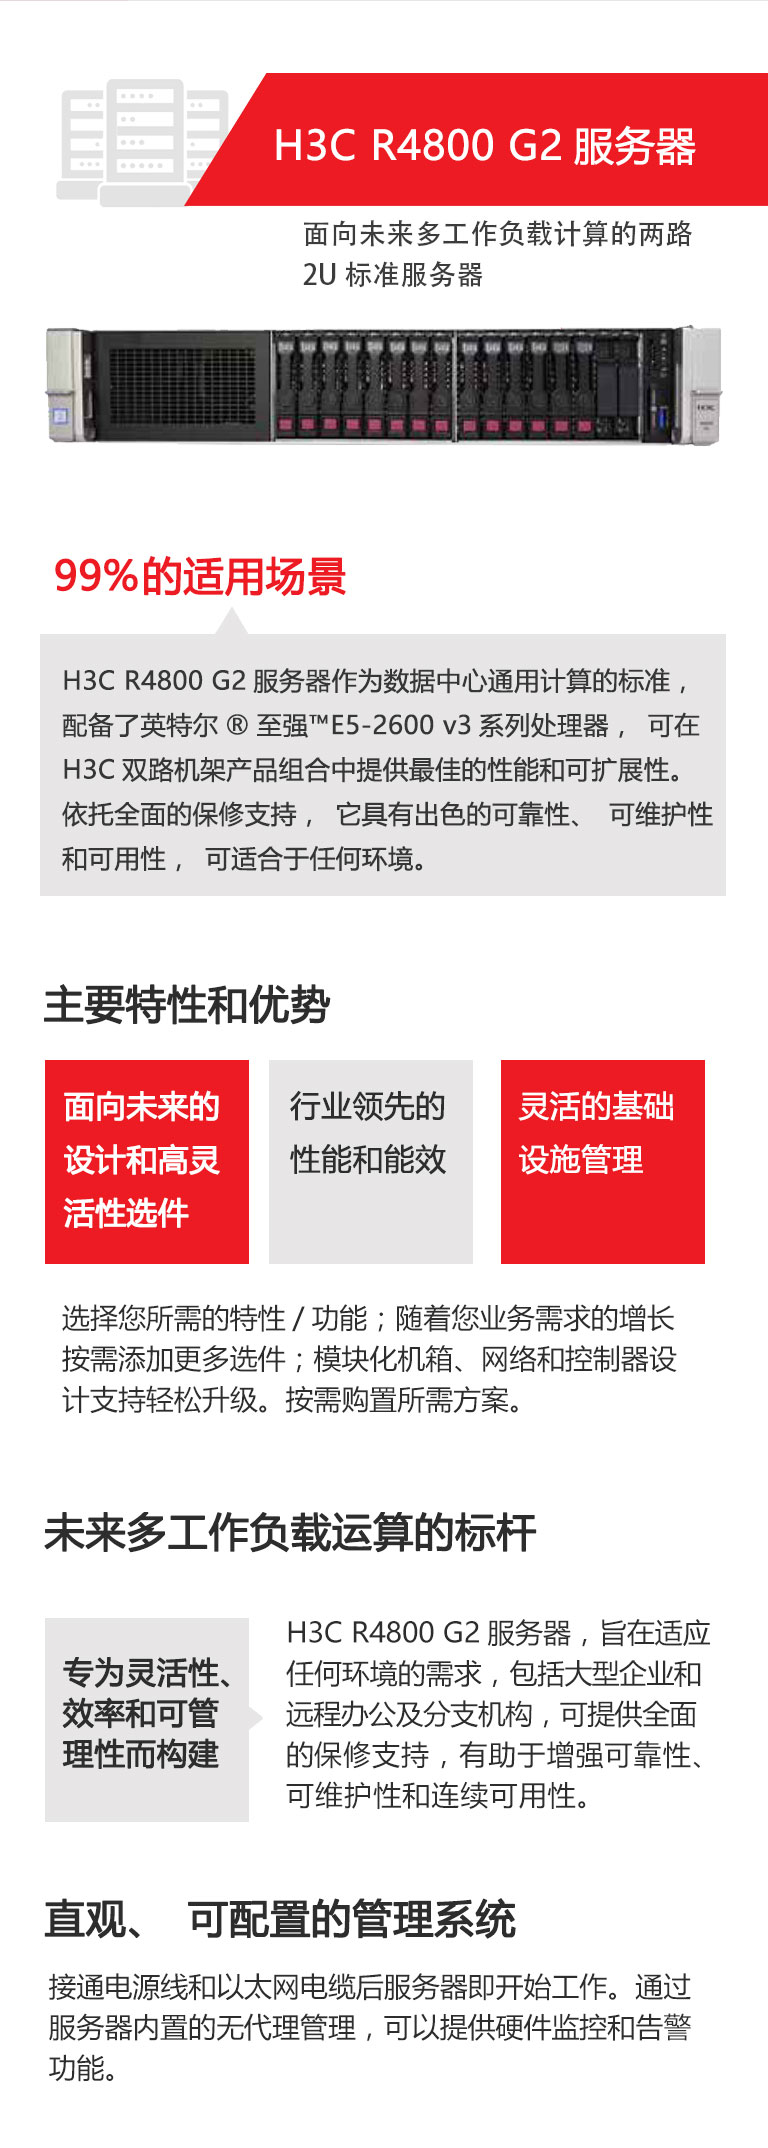 H3C R4800 G2 服务器
面向未来多工作负载计算的两路
2U 标准服务器
H3C
99%的适用场景
H3C R4800 G2 服务器作为数据中心通用计算的标准，
配备了英特尔 ® 至强™E5-2600 v3 系列处理器， 可在
H3C 双路机架产品组合中提供最佳的性能和可扩展性。
依托全面的保修支持， 它具有出色的可靠性、 可维护性
和可用性， 可适合于任何环境。
主要特性和优势
面向未来的
设计和高灵
活性选件
行业领先的
性能和能效
灵活的基础
设施管理
选择您所需的特性 / 功能；随着您业务需求的增长
按需添加更多选件；模块化机箱、网络和控制器设
计支持轻松升级。按需购置所需方案。
未来多工作负载运算的标杆
专为灵活性、
效率和可管
理性而构建
H3C R4800 G2 服务器，旨在适应
任何环境的需求，包括大型企业和
远程办公及分支机构，可提供全面
的保修支持，有助于增强可靠性、
可维护性和连续可用性。
直观、 可配置的管理系统
接通电源线和以太网电缆后服务器即开始工作。通过
服务器内置的无代理管理，可以提供硬件监控和告警
功能。